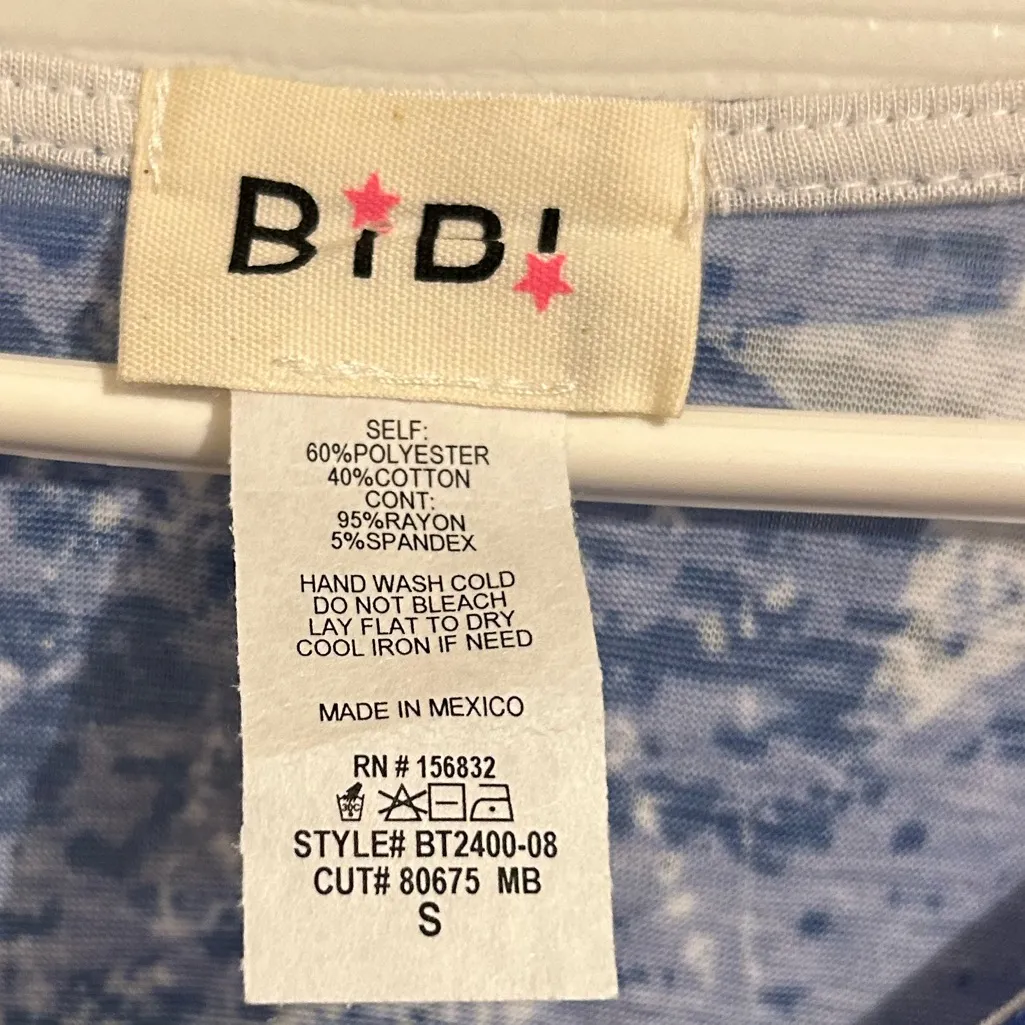 BiBi
SELF:
60%POLYESTER
40%COTTON
CONT:
95%RAYON
5%SPANDEX
HAND WASH COLD
DO NOT BLEACH
LAY FLAT TO DRY
COOL IRON IF NEED
MADE IN MEXICO
RN # 156832
30C
STYLE# BT2400-08
CUT# 80675 MB
S